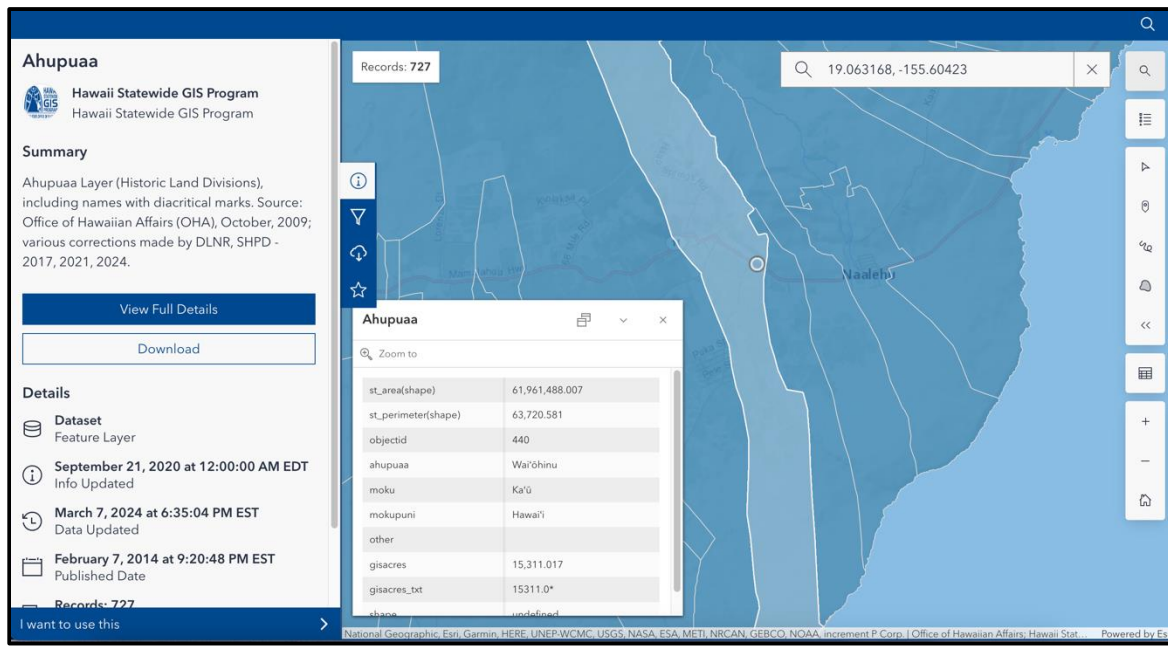 Ahupuaa
Hawaii Statewide GIS Program
Hawaii Statewide GIS Program
Summary
Ahupuaa Layer (Historic Land Divisions),
including names with diacritical marks. Source:
Office of Hawaiian Affairs (OHA), October, 2009;
various corrections made by DLNR, SHPD -
2017, 2021, 2024.
View Full Details
Download
Details
Dataset
Feature Layer
September 21, 2020 at 12:00:00 AM EDT
Info Updated
March 7, 2024 at 6:35:04 PM EST
Data Updated
February 7, 2014 at 9:20:48 PM EST
Published Date
Records: 727
I want to use this
Records: 727
19.063168, -155.60423
Naalehu
Ahupuaa
Zoom to
st_area(shape) 61,961,488.007
st_perimeter(shape) 63,720.581
objectid 440
ahupuaa Waiʻōhinu
moku Kaʻū
mokupuni Hawaiʻi
other
gisacres 15,311.017
gisacres_txt 15311.0*
shape undefined
National Geographic, Esri, Garmin, HERE, UNEP-WCMC, USGS, NASA, ESA, METI, NRCAN, GEBCO, NOAA, increment P Corp. | Office of Hawaiian Affairs; Hawaii Stat... Powered by Es